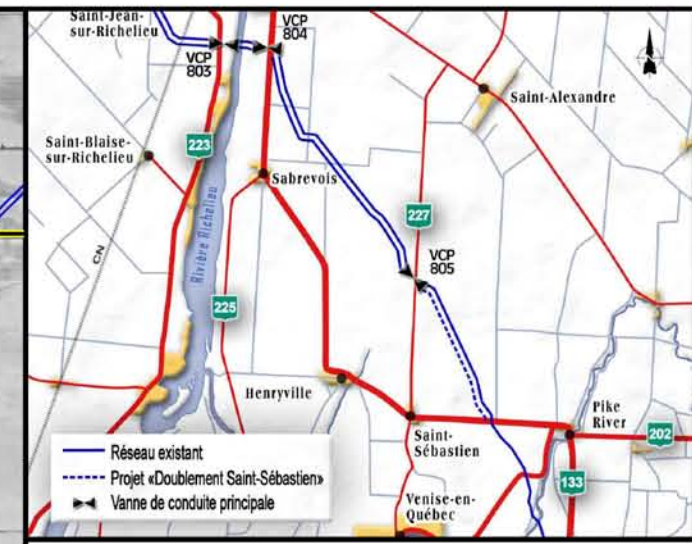 Saint-Jean-
sur-Richelieu
VCP
803
VCP
804
Saint-Alexandre
Saint-Blaise-
sur-Richelieu
223
Sabrevois
227
Rivière Richelieu
VCP
805
CN
225
Henryville
Saint-
Sébastien
Pike
River
202
133
Venise-en-
Québec
Réseau existant
Projet «Doublement Saint-Sébastien»
Vanne de conduite principale